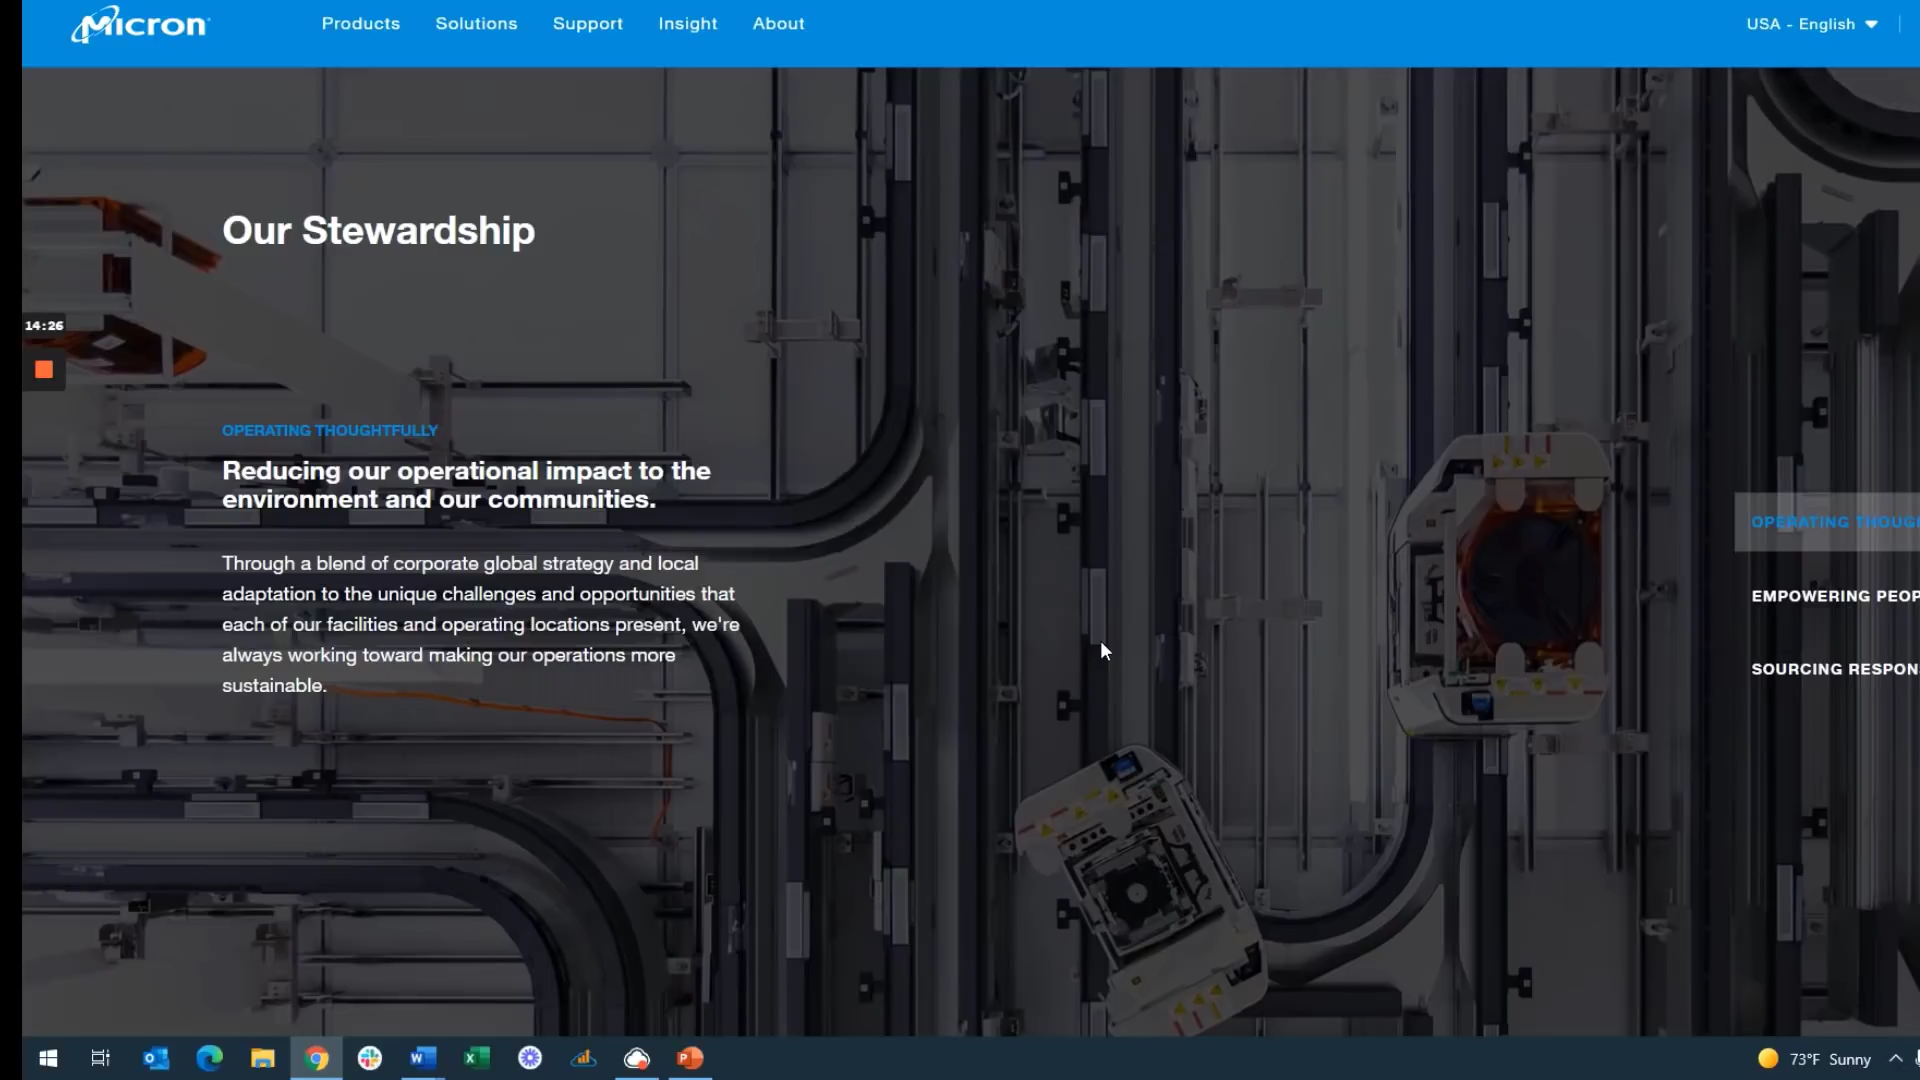 Micron
Products
Solutions
Support
Insight
About
USA - English
Our Stewardship
14:26
OPERATING THOUGHTFULLY
Reducing our operational impact to the
environment and our communities.
Through a blend of corporate global strategy and local
adaptation to the unique challenges and opportunities that
each of our facilities and operating locations present, we're
always working toward making our operations more
sustainable.
OPERATING THOUG
EMPOWERING PEOP
SOURCING RESPON
73°F Sunny